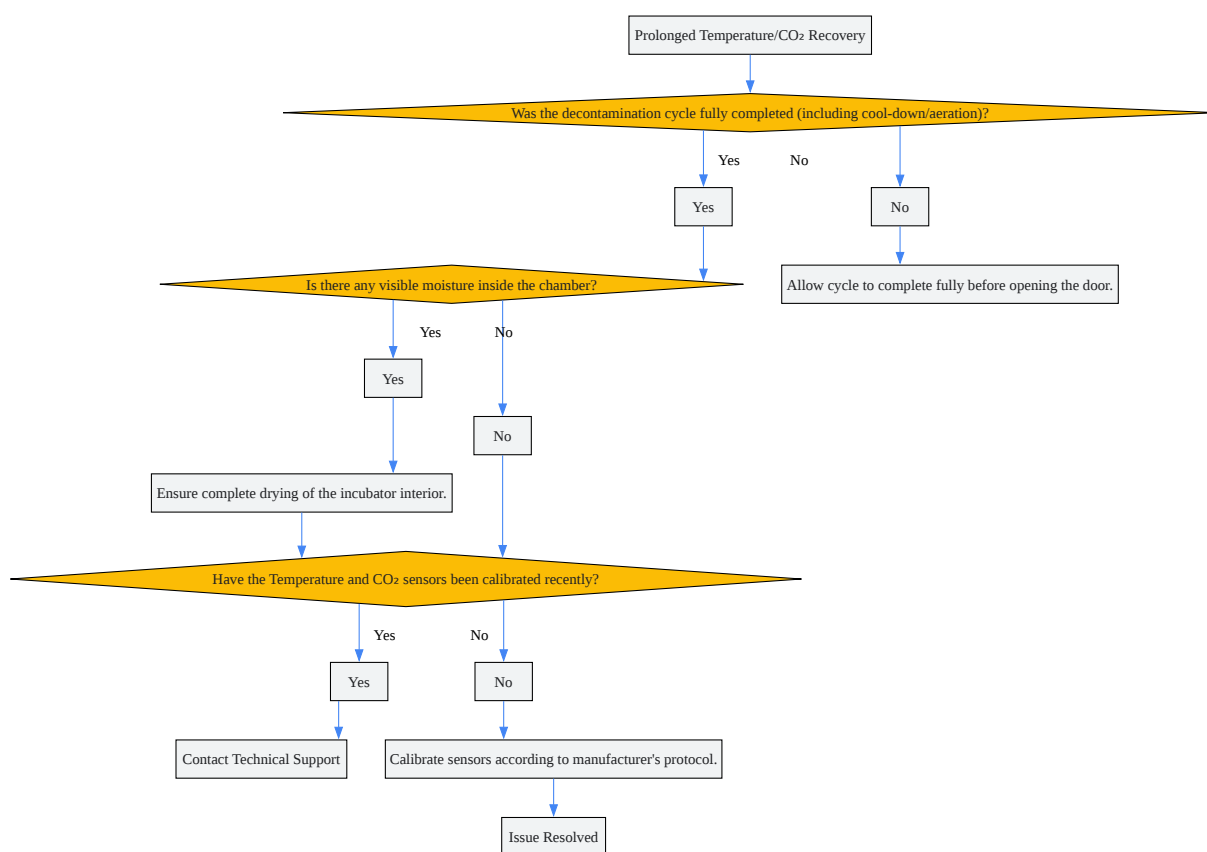 Prolonged Temperature/CO₂ Recovery
Was the decontamination cycle fully completed (including cool-down/aeration)?
Yes
No
Yes
No
Is there any visible moisture inside the chamber?
Allow cycle to complete fully before opening the door.
Yes
No
Yes
No
Ensure complete drying of the incubator interior.
Have the Temperature and CO₂ sensors been calibrated recently?
Yes
No
Yes
No
Contact Technical Support
Calibrate sensors according to manufacturer's protocol.
Issue Resolved